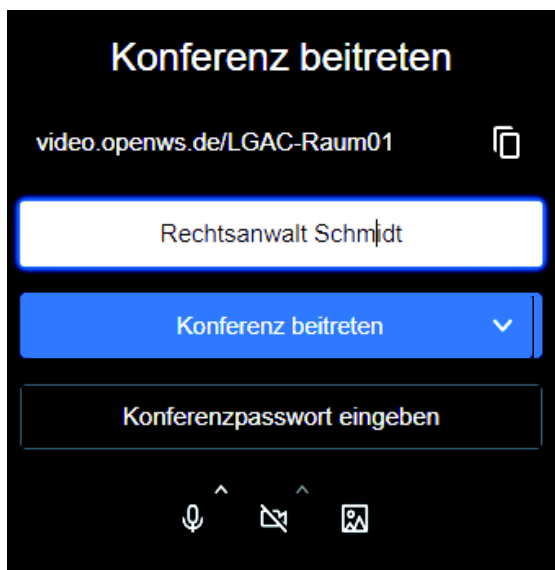 Konferenz beitreten
video.openws.de/LGAC-Raum01
Rechtsanwalt Schmidt
Konferenz beitreten
Konferenzpasswort eingeben